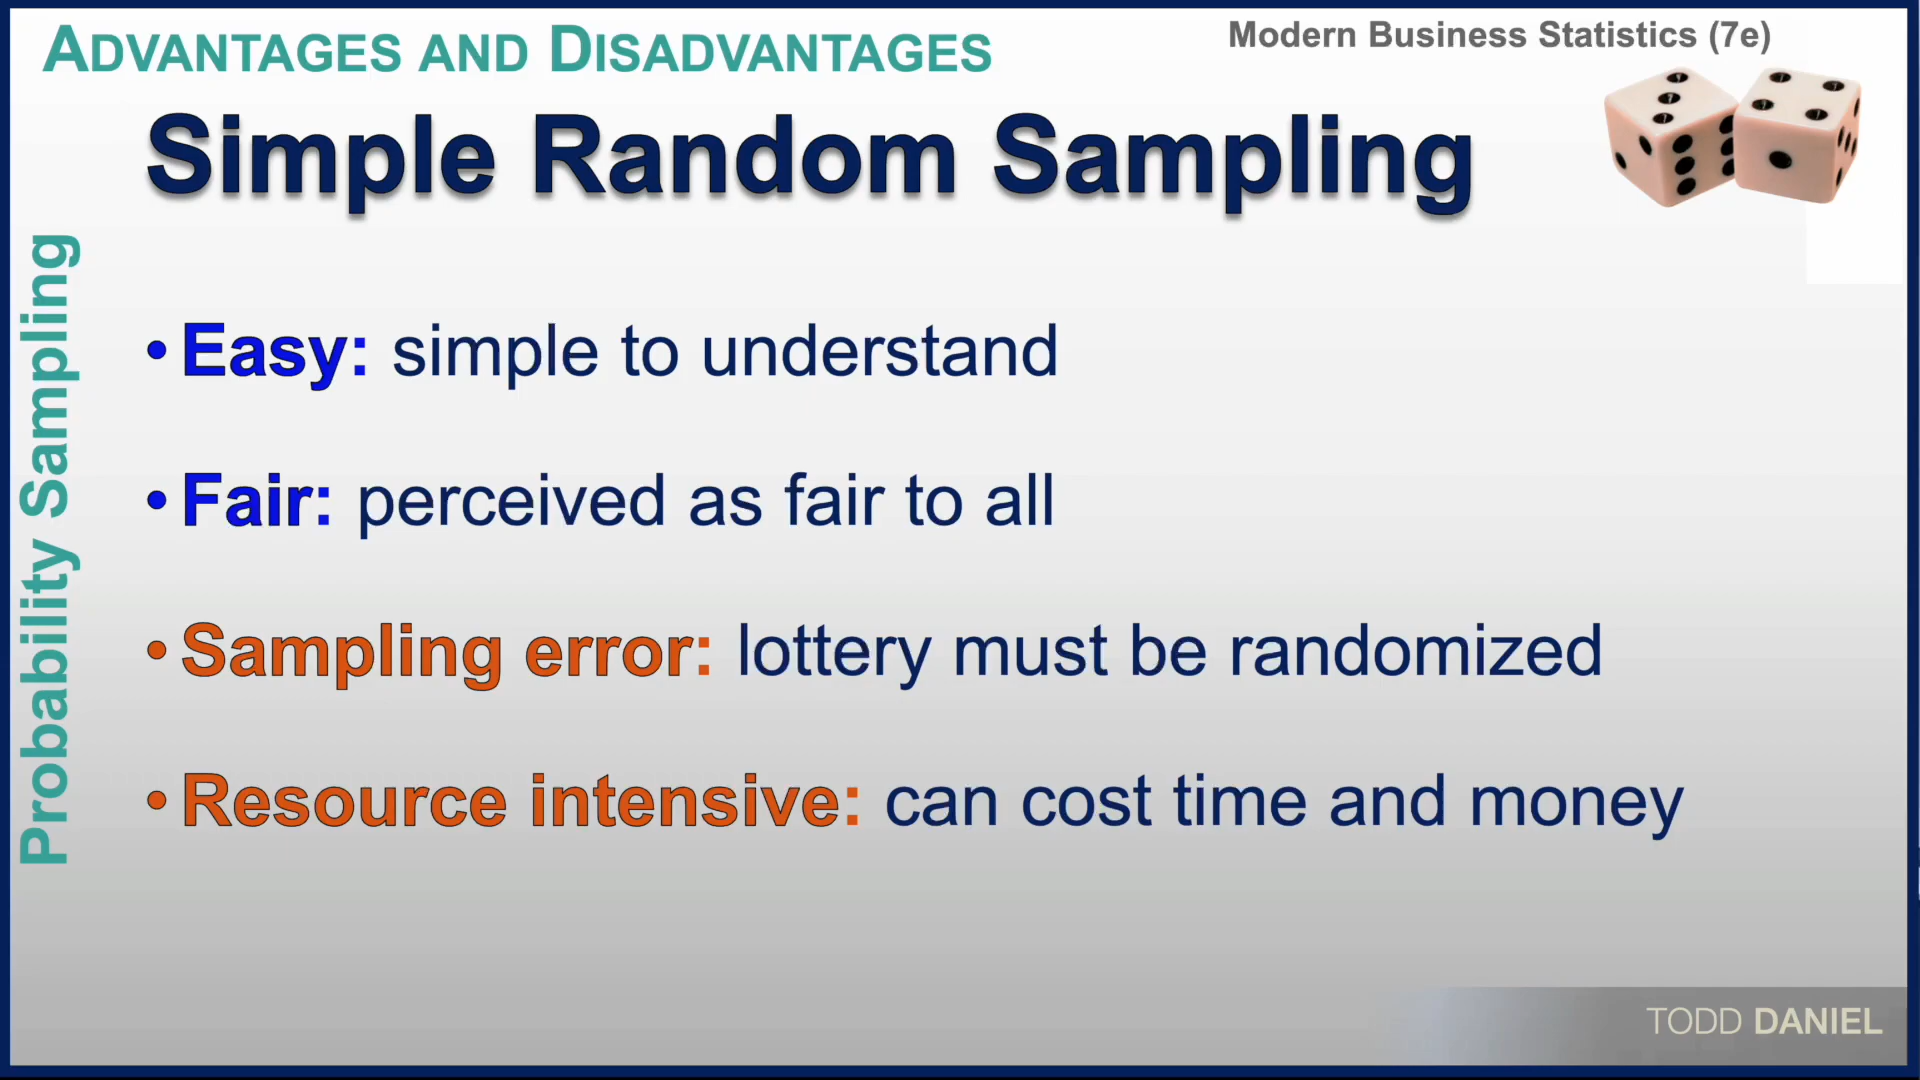 ADVANTAGES AND DISADVANTAGES
Modern Business Statistics (7e)
Simple Random Sampling
Probability Sampling
• Easy: simple to understand
• Fair: perceived as fair to all
• Sampling error: lottery must be randomized
• Resource intensive: can cost time and money
TODD DANIEL